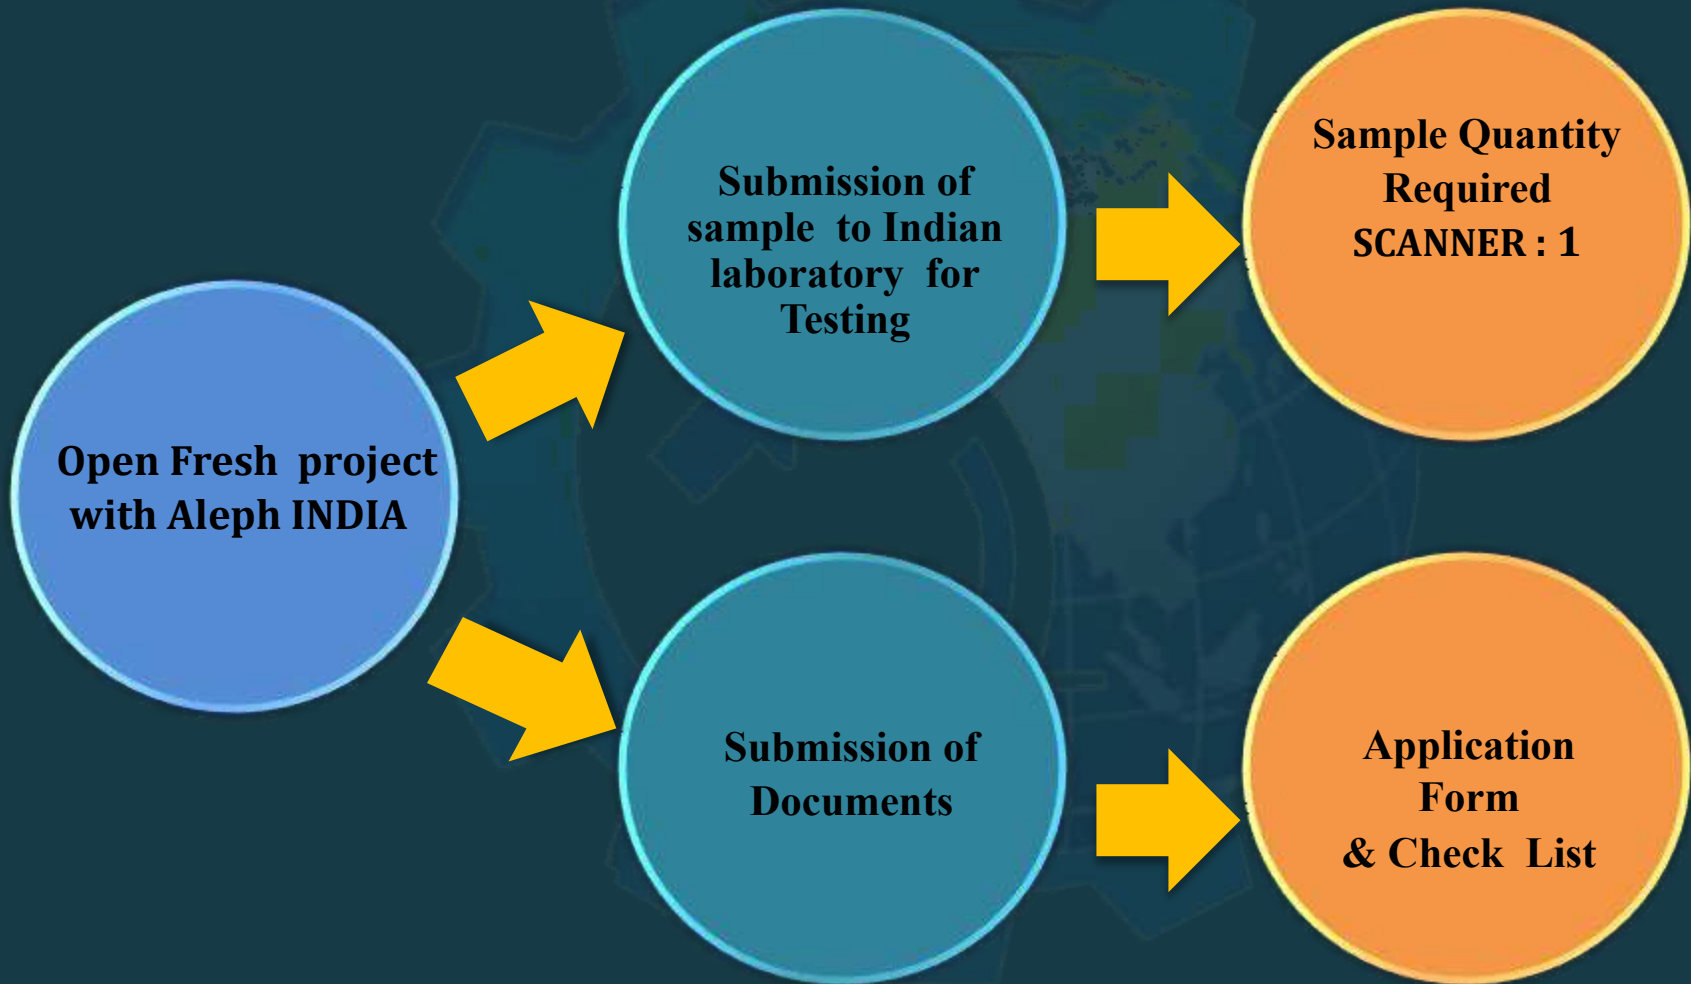 Open Fresh project
with Aleph INDIA
Submission of
sample to Indian
laboratory for
Testing
Sample Quantity
Required
SCANNER : 1
Submission of
Documents
Application
Form
& Check List